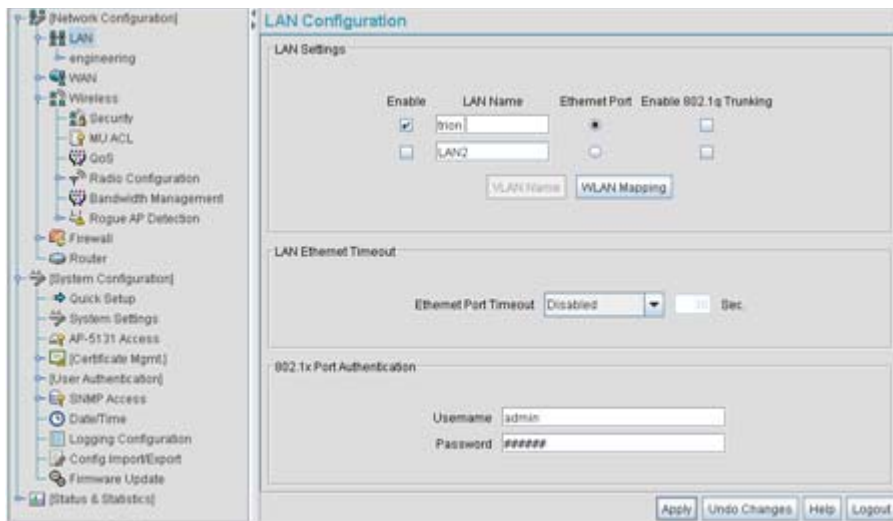 [Network Configuration]
LAN
engineering
WAN
Wireless
Security
MU ACL
QoS
Radio Configuration
Bandwidth Management
Rogue AP Detection
Firewall
Router
[System Configuration]
Quick Setup
System Settings
AP-5131 Access
[Certificate Mgmt.]
[User Authentication]
SNMP Access
Date/Time
Logging Configuration
Config Import/Export
Firmware Update
[Status & Statistics]
LAN Configuration
LAN Settings
Enable LAN Name Ethernet Port Enable 802.1q Trunking
trion
LAN2
VLAN Name WLAN Mapping
LAN Ethernet Timeout
Ethernet Port Timeout Disabled Sec.
802.1x Port Authentication
Username admin
Password ######
Apply Undo Changes Help Logout